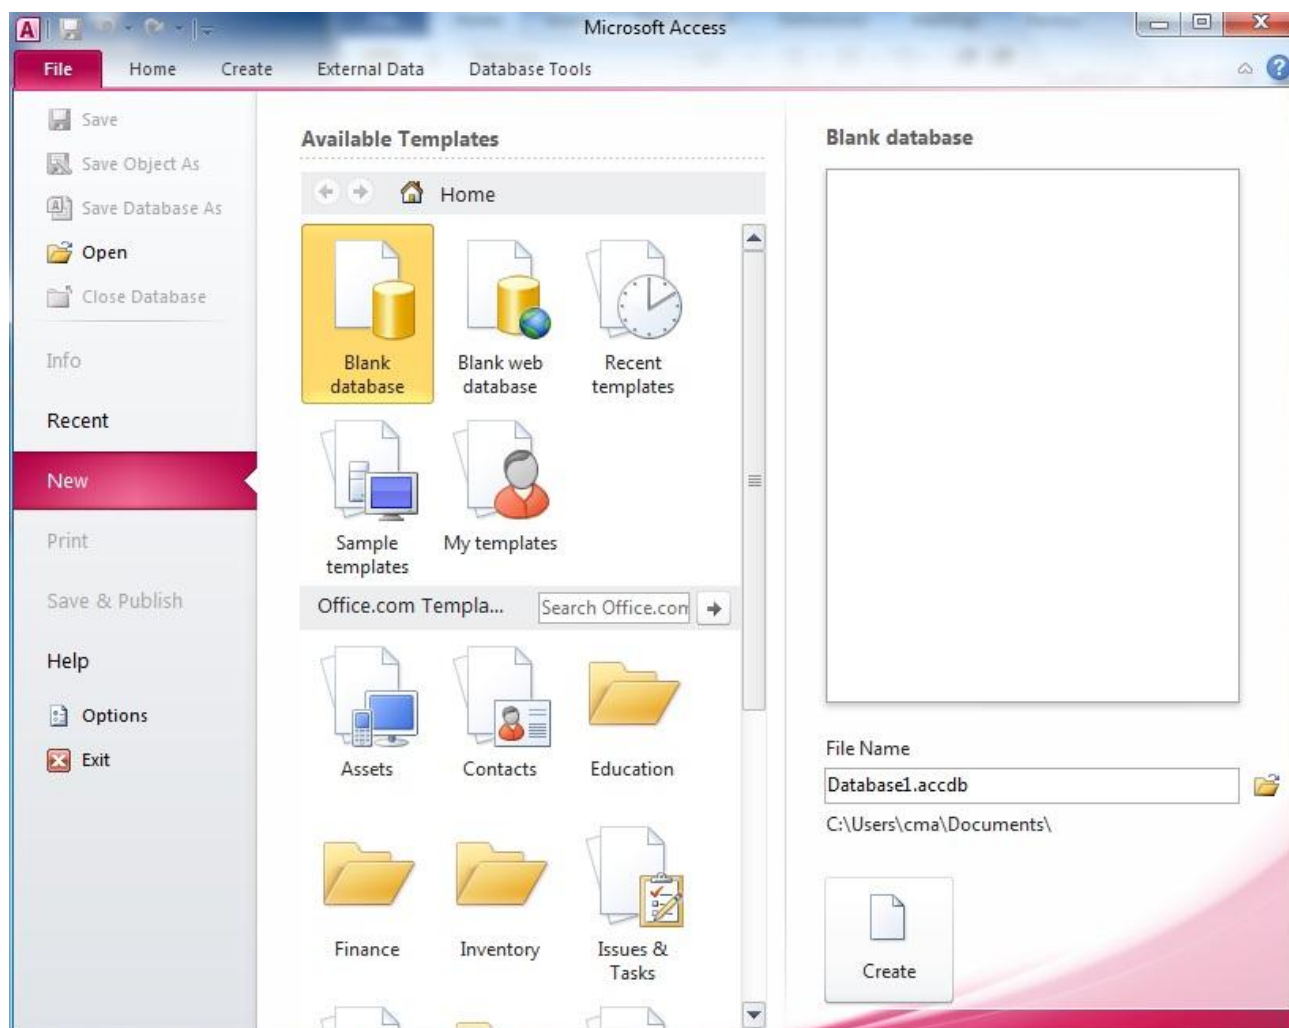 Microsoft Access
File Home Create External Data Database Tools
Save
Save Object As
Save Database As
Open
Close Database
Info
Recent
New
Print
Save & Publish
Help
Options
Exit
Available Templates
Home
Blank
database
Blank web
database
Recent
templates
Sample
templates
My templates
Office.com Templa...
Search Office.com
Assets
Contacts
Education
Finance
Inventory
Issues &
Tasks
Blank database
File Name
Database1.accdb
C:\Users\cma\Documents\
Create